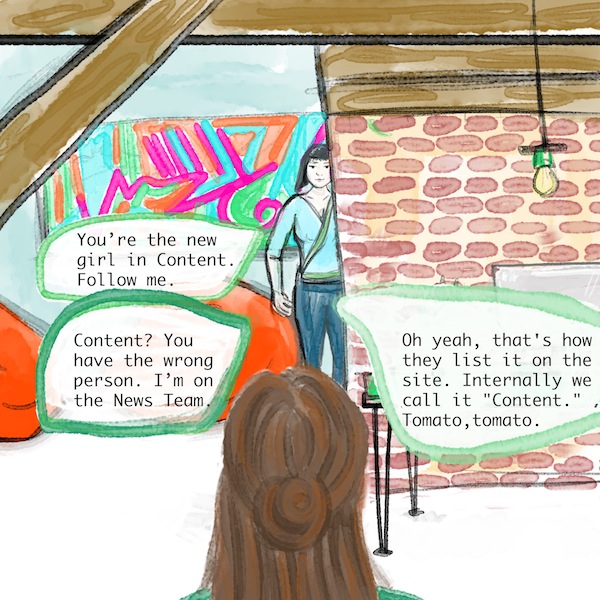 You're the new
girl in Content.
Follow me.
Content? You
have the wrong
person. I'm on
the News Team.
Oh yeah, that's how
they list it on the
site. Internally we
call it "Content." ,
Tomato,tomato.